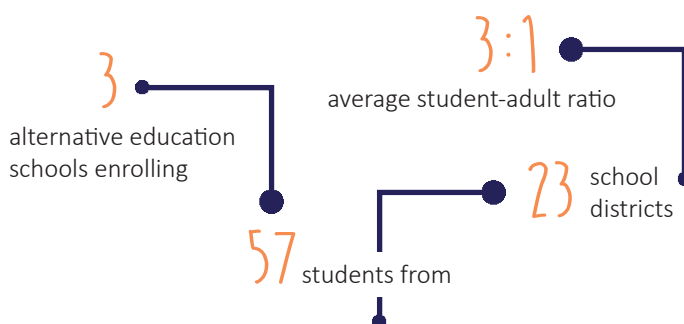 3
alternative education
schools enrolling
57 students from
23 school
districts
3:1
average student-adult ratio